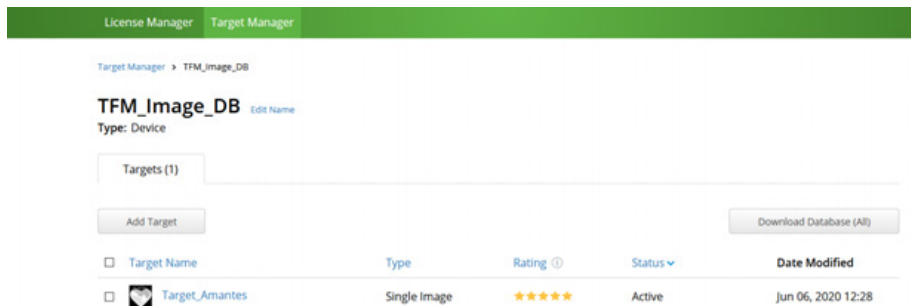 License Manager Target Manager
Target Manager > TFM_Image_DB
TFM_Image_DB Edit Name
Type: Device
Targets (1)
Add Target Download Database (All)
Target Name Type Rating Status Date Modified
Target_Amantes Single Image Active Jun 06, 2020 12:28